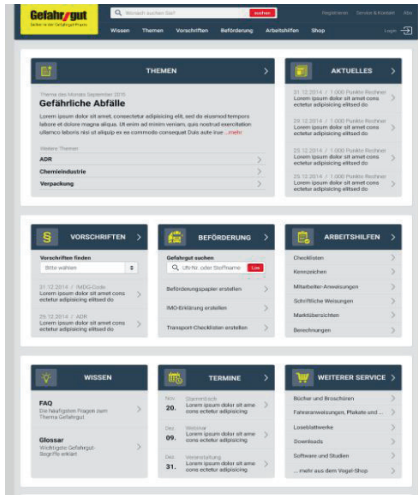 Gefahr/gut
Sicher in der Gefahrgut-Praxis
Wonach suchen Sie?
suchen
Registrieren Service & Kontakt Abo
Wissen Themen Vorschriften Beförderung Arbeitshilfen Shop
Login
THEMEN
Thema des Monats September 2015
Gefährliche Abfälle
Lorem ipsum dolor sit amet, consectetur adipisicing elit, sed do eiusmod tempors
labore et dolore magna aliqua. Ut enim ad minim veniam, quis nostrud exercitation
ullamco laboris nisi ut aliquip ex ea commodo consequat Duis aute irue ...mehr
Weitere Themen
ADR
Chemieindustrie
Verpackung
AKTUELLES
31.12.2014 / 1.000 Punkte Rechner
Lorem ipsum dolor sit amet cons
ectetur adipisicing elitsed do
29.12.2014 / 1.000 Punkte Rechner
Lorem ipsum dolor sit amet cons
ectetur adipisicing elitsed do
25.12.2014 / 1.000 Punkte Rechner
Lorem ipsum dolor sit amet cons
ectetur adipisicing elitsed do
25.12.2014 / 1.000 Punkte Rechner
Lorem ipsum dolor sit amet cons
ectetur adipisicing elitsed do
§ VORSCHRIFTEN
Vorschriften finden
Bitte wählen
31.12.2014 / IMDG-Code
Lorem ipsum dolor sit amet cons
ectetur adipisicing elitsed do
25.12.2014 / ADR
Lorem ipsum dolor sit amet cons
ectetur adipisicing elitsed do
BEFÖRDERUNG
Gefahrgut suchen
UN-Nr. oder Stoffname
Los
Beförderungspapier erstellen
IMO-Erklärung erstellen
Transport-Checklisten erstellen
ARBEITSHILFEN
Checklisten
Kennzeichen
Mitarbeiter-Anweisungen
Schriftliche Weisungen
Marktübersichten
Berechnungen
WISSEN
FAQ
Die häufigsten Fragen zum
Thema Gefahrgut
Glossar
Wichtigste Gefahrgut-
Begriffe erklärt
TERMINE
Nov
20.
Stammtisch
Lorem ipsum dolor sit ame
cons ectetur adipisicing
Dez
09.
Webinar
Lorem ipsum dolor sit ame
cons ectetur adipisicing
Dez
31.
Veranstaltung
Lorem ipsum dolor sit ame
cons ectetur adipisicing
WEITERER SERVICE
Bücher und Broschüren
Fahreranweisungen, Plakate und ...
Loseblattwerke
Downloads
Software und Studien
... mehr aus dem Vogel-Shop